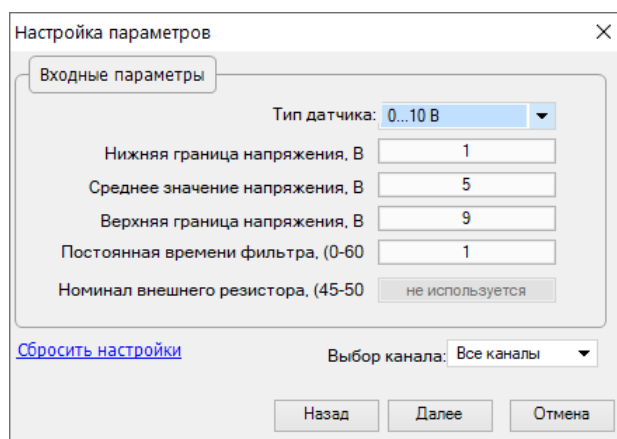 Настройка параметров
Входные параметры
Тип датчика: 0...10 В
Нижняя граница напряжения, В 1
Среднее значение напряжения, В 5
Верхняя граница напряжения, В 9
Постоянная времени фильтра, (0-60 1
Номинал внешнего резистора, (45-50 не используется
Сбросить настройки Выбор канала: Все каналы
Назад Далее Отмена